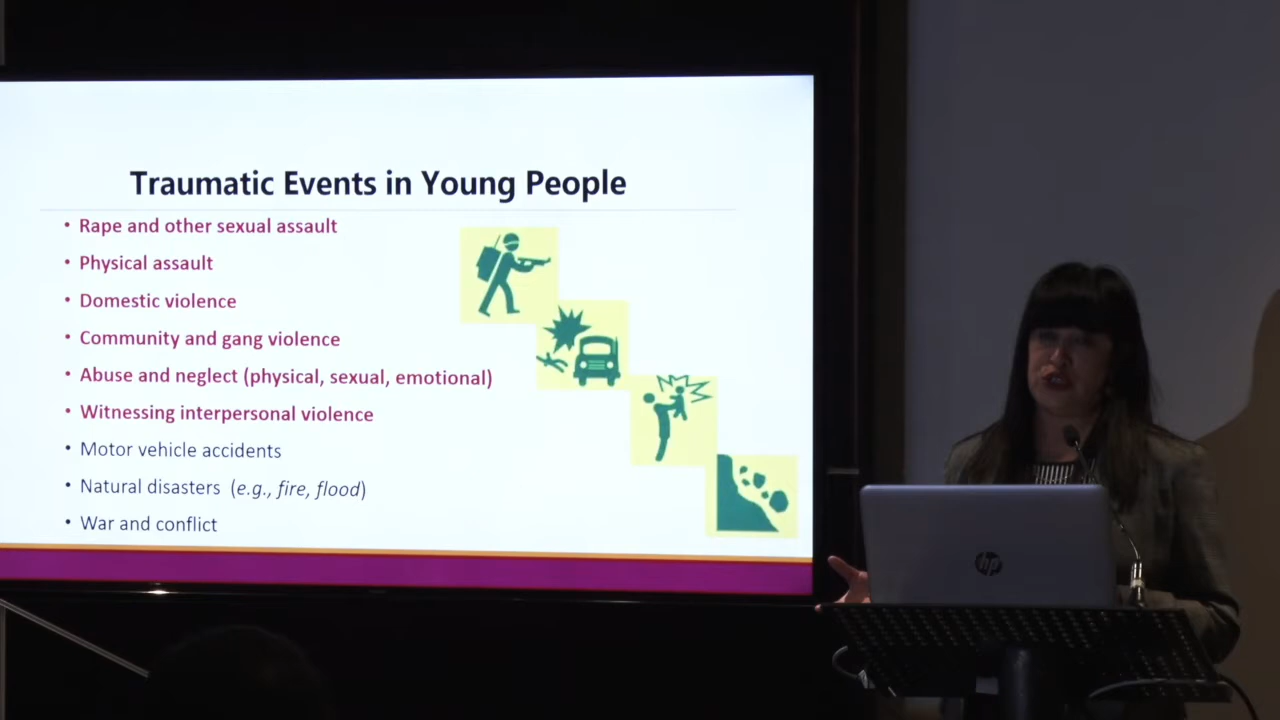 Traumatic Events in Young People
• Rape and other sexual assault
• Physical assault
• Domestic violence
• Community and gang violence
• Abuse and neglect (physical, sexual, emotional)
• Witnessing interpersonal violence
• Motor vehicle accidents
• Natural disasters (e.g., fire, flood)
• War and conflict
hp